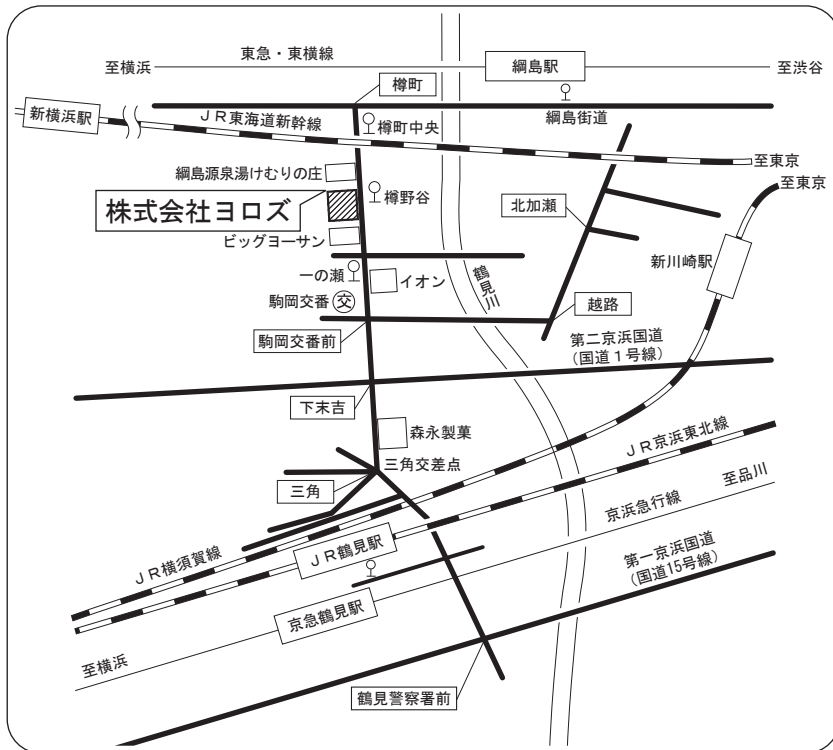 東急・東横線
至横浜
綱島駅
至渋谷
樽町
新横浜駅
ＪＲ東海道新幹線
樽町中央
綱島街道
至東京
至東京
綱島源泉湯けむりの庄
樽野谷
株式会社ヨロズ
北加瀬
ビッグヨーサン
新川崎駅
一の瀬
イオン
鶴見川
駒岡交番
交
越路
駒岡交番前
第二京浜国道
(国道１号線)
下末吉
森永製菓
三角交差点
三角
ＪＲ京浜東北線
至品川
京浜急行線
ＪＲ横須賀線
ＪＲ鶴見駅
第一京浜国道
(国道15号線)
京急鶴見駅
至横浜
鶴見警察署前